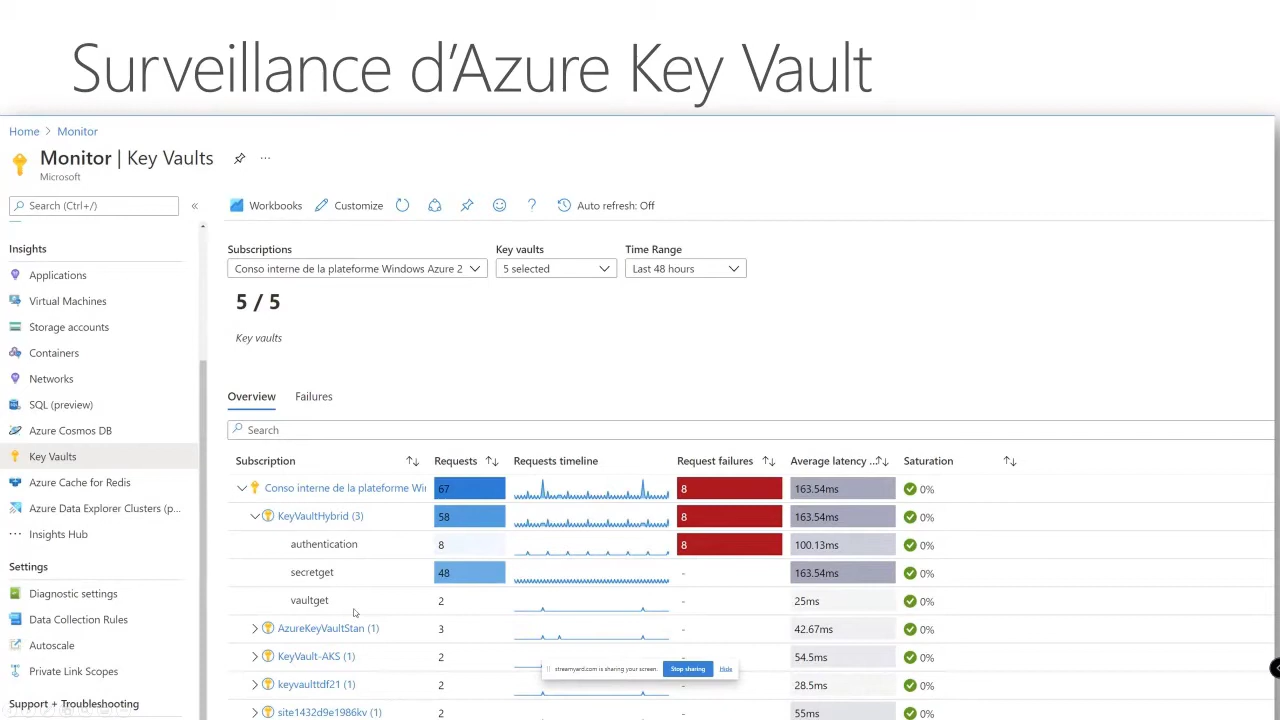 Surveillance d'Azure Key Vault
Home > Monitor
Monitor | Key Vaults
Microsoft
Search (Ctrl+/)
«
Workbooks
Customize
?
Auto refresh: Off
Insights
Applications
Virtual Machines
Storage accounts
Containers
Networks
SQL (preview)
Azure Cosmos DB
Key Vaults
Azure Cache for Redis
Azure Data Explorer Clusters (p...
Insights Hub
Settings
Diagnostic settings
Data Collection Rules
Autoscale
Private Link Scopes
Support + Troubleshooting
Subscriptions Key vaults Time Range
Conso interne de la plateforme Windows Azure 2 5 selected Last 48 hours
5 / 5
Key vaults
Overview Failures
Search
Subscription Requests Requests timeline Request failures Average latency ... Saturation
Conso interne de la plateforme Wi 67 8 163.54ms 0%
KeyVaultHybrid (3) 58 8 163.54ms 0%
authentication 8 8 100.13ms 0%
secretget 48 - 163.54ms 0%
vaultget 2 - 25ms 0%
AzureKeyVaultStan (1) 3 - 42.67ms 0%
KeyVault-AKS (1) 2 54.5ms 0%
keyvaulttdf21 (1) 2 - 28.5ms 0%
site1432d9e1986kv (1) 2 - 55ms 0%
streamyard.com is sharing your screen. Stop sharing Hide